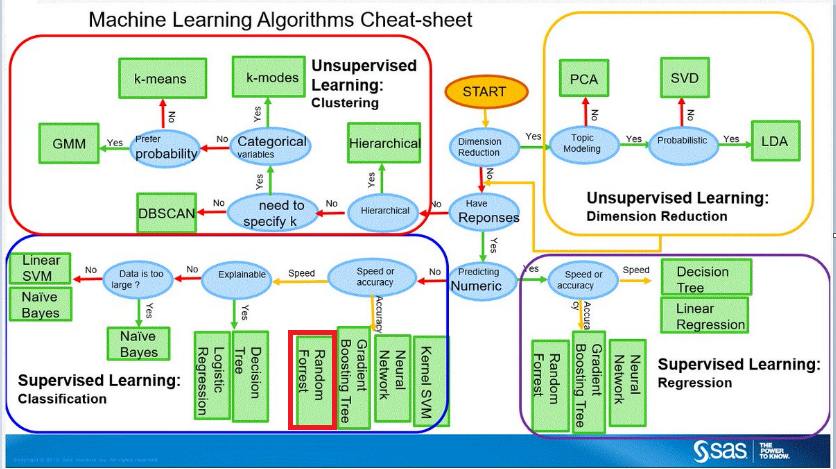 Machine Learning Algorithms Cheat-sheet
Unsupervised
Learning:
Clustering
k-means
k-modes
No
Yes
GMM
Yes
Prefer
probability
No
Categorical
variables
Hierarchical
Yes
Yes
DBSCAN
No
need to
specify k
No
Hierarchical
No
START
Dimension
Reduction
Yes
No
Have
Reponses
Yes
PCA
SVD
No
No
Topic
Modeling
Yes
Probabilistic
Yes
LDA
Unsupervised Learning:
Dimension Reduction
Predicting
Numeric
No
Yes
Linear
SVM
Naïve
Bayes
No
Data is too
large ?
No
Explainable
Speed
Speed or
accuracy
Yes
Yes
Accuracy
Naïve
Bayes
Logistic
Regression
Decision
Tree
Random
Forrest
Gradient
Boosting Tree
Neural
Network
Kernel SVM
Supervised Learning:
Classification
Speed or
accuracy
Speed
Accura
cy
Decision
Tree
Linear
Regression
Random
Forrest
Gradient
Boosting Tree
Neural
Network
Supervised Learning:
Regression
sas
THE
POWER
TO KNOW.